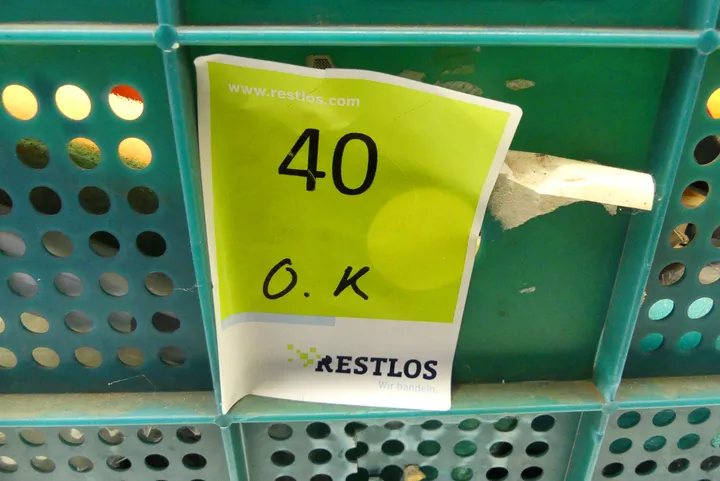 www.restlos.com
40
O. K
RESTLOS
Wir handeln.